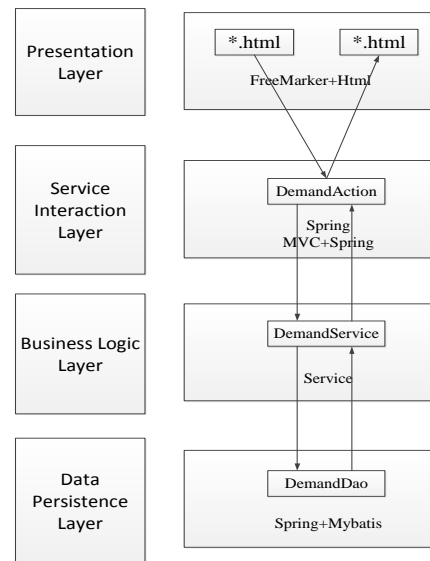 Presentation
Layer
*.html
*.html
FreeMarker+Html
Service
Interaction
Layer
DemandAction
Spring
MVC+Spring
Business Logic
Layer
DemandService
Service
Data
Persistence
Layer
DemandDao
Spring+Mybatis